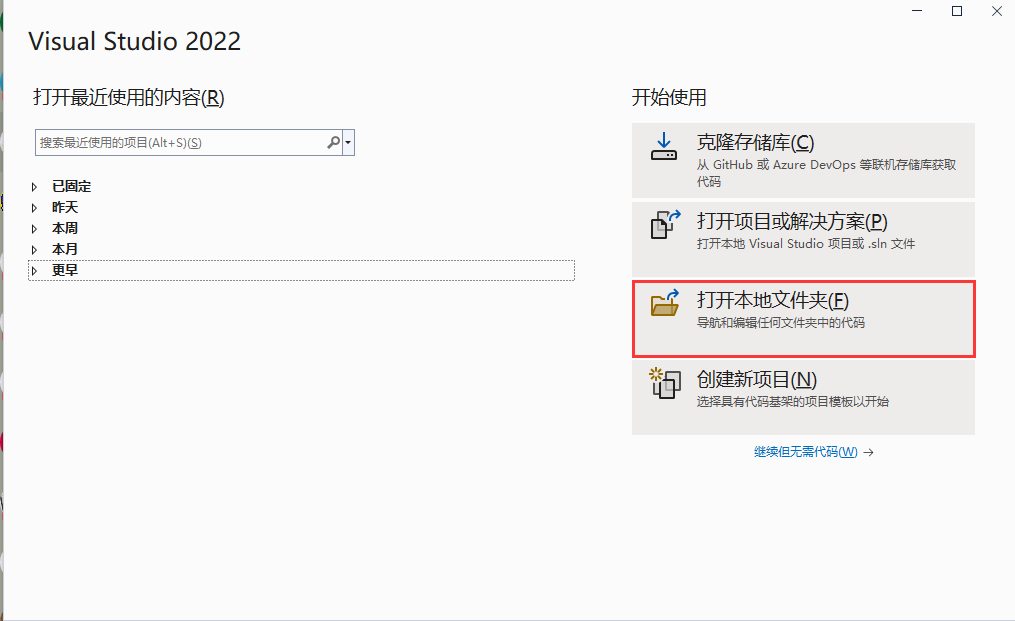 Visual Studio 2022
打开最近使用的内容(R)
搜索最近使用的项目(Alt+S)(S)
已固定
昨天
本周
本月
更早
开始使用
克隆存储库(C)
从 GitHub 或 Azure DevOps 等联机存储库获取
代码
打开项目或解决方案(P)
打开本地 Visual Studio 项目或 .sln 文件
打开本地文件夹(F)
导航和编辑任何文件夹中的代码
创建新项目(N)
选择具有代码基架的项目模板以开始
继续但无需代码(W) →